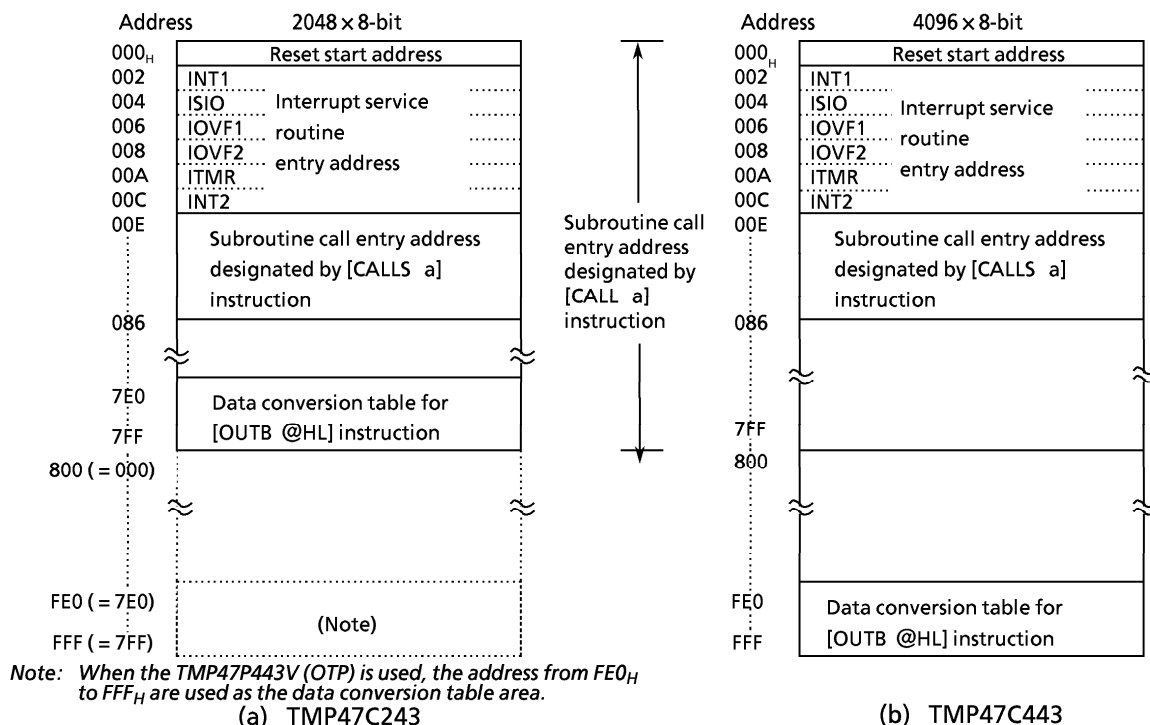 Address 2048 × 8-bit
000H Reset start address
002 INT1
004 ISIO Interrupt service
006 IOVF1 routine
008 IOVF2 entry address
00A ITMR
00C INT2
00E
Subroutine call entry address
designated by [CALLS a]
instruction
086
7E0 Data conversion table for
7FF [OUTB @HL] instruction
800 (= 000)
FE0 (= 7E0)
(Note)
FFF (= 7FF)
Note: When the TMP47P443V (OTP) is used, the address from FE0H
to FFFH are used as the data conversion table area.
(a) TMP47C243
Subroutine call
entry address
designated by
[CALL a]
instruction
Address 4096 × 8-bit
000H Reset start address
002 INT1
004 ISIO Interrupt service
006 IOVF1 routine
008 IOVF2 entry address
00A ITMR
00C INT2
00E
Subroutine call entry address
designated by [CALLS a]
instruction
086
7FF
800
FE0 Data conversion table for
FFF [OUTB @HL] instruction
(b) TMP47C443